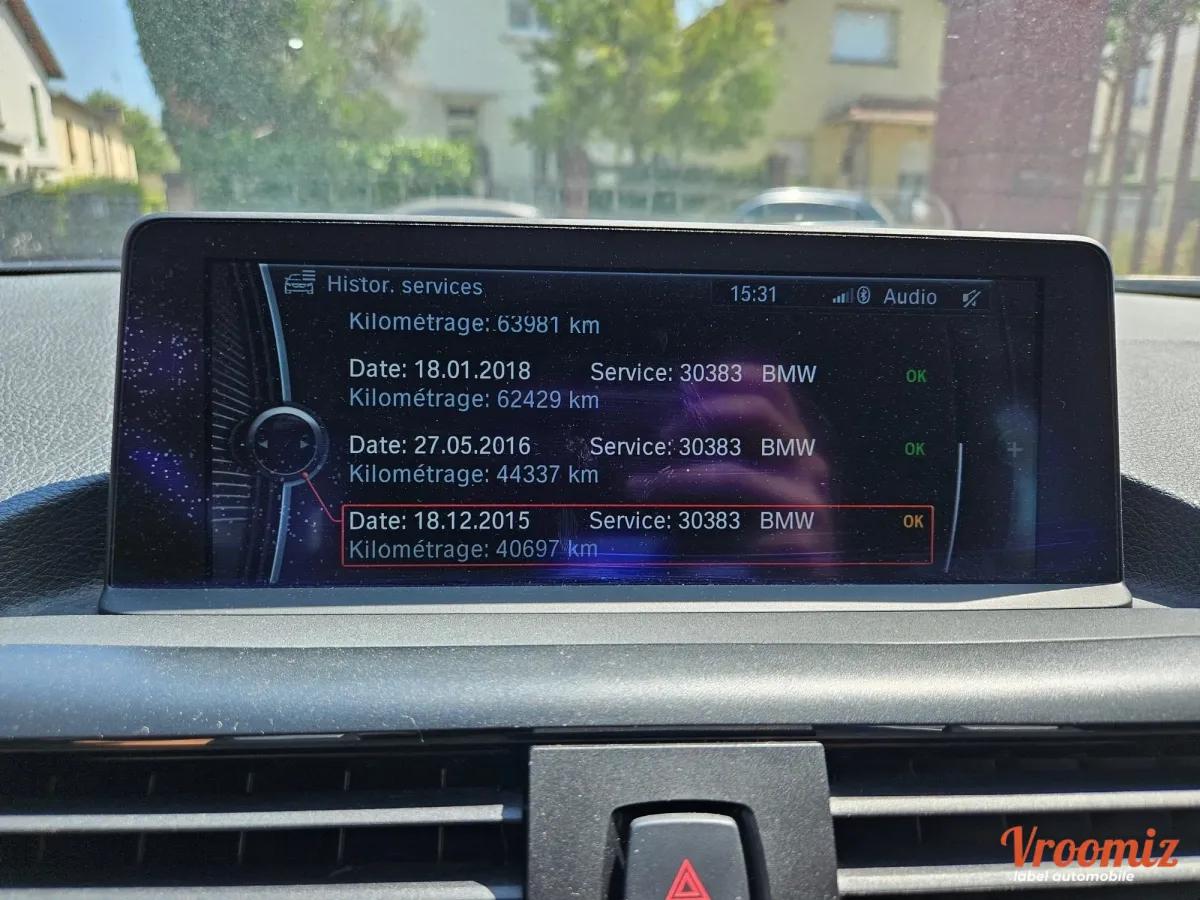 Histor. services 15:31 Audio
Kilométrage: 63981 km
Date: 18.01.2018 Service: 30383 BMW OK
Kilométrage: 62429 km
Date: 27.05.2016 Service: 30383 BMW OK
Kilométrage: 44337 km
Date: 18.12.2015 Service: 30383 BMW OK
Kilométrage: 40697 km
Vroomiz
label automobile